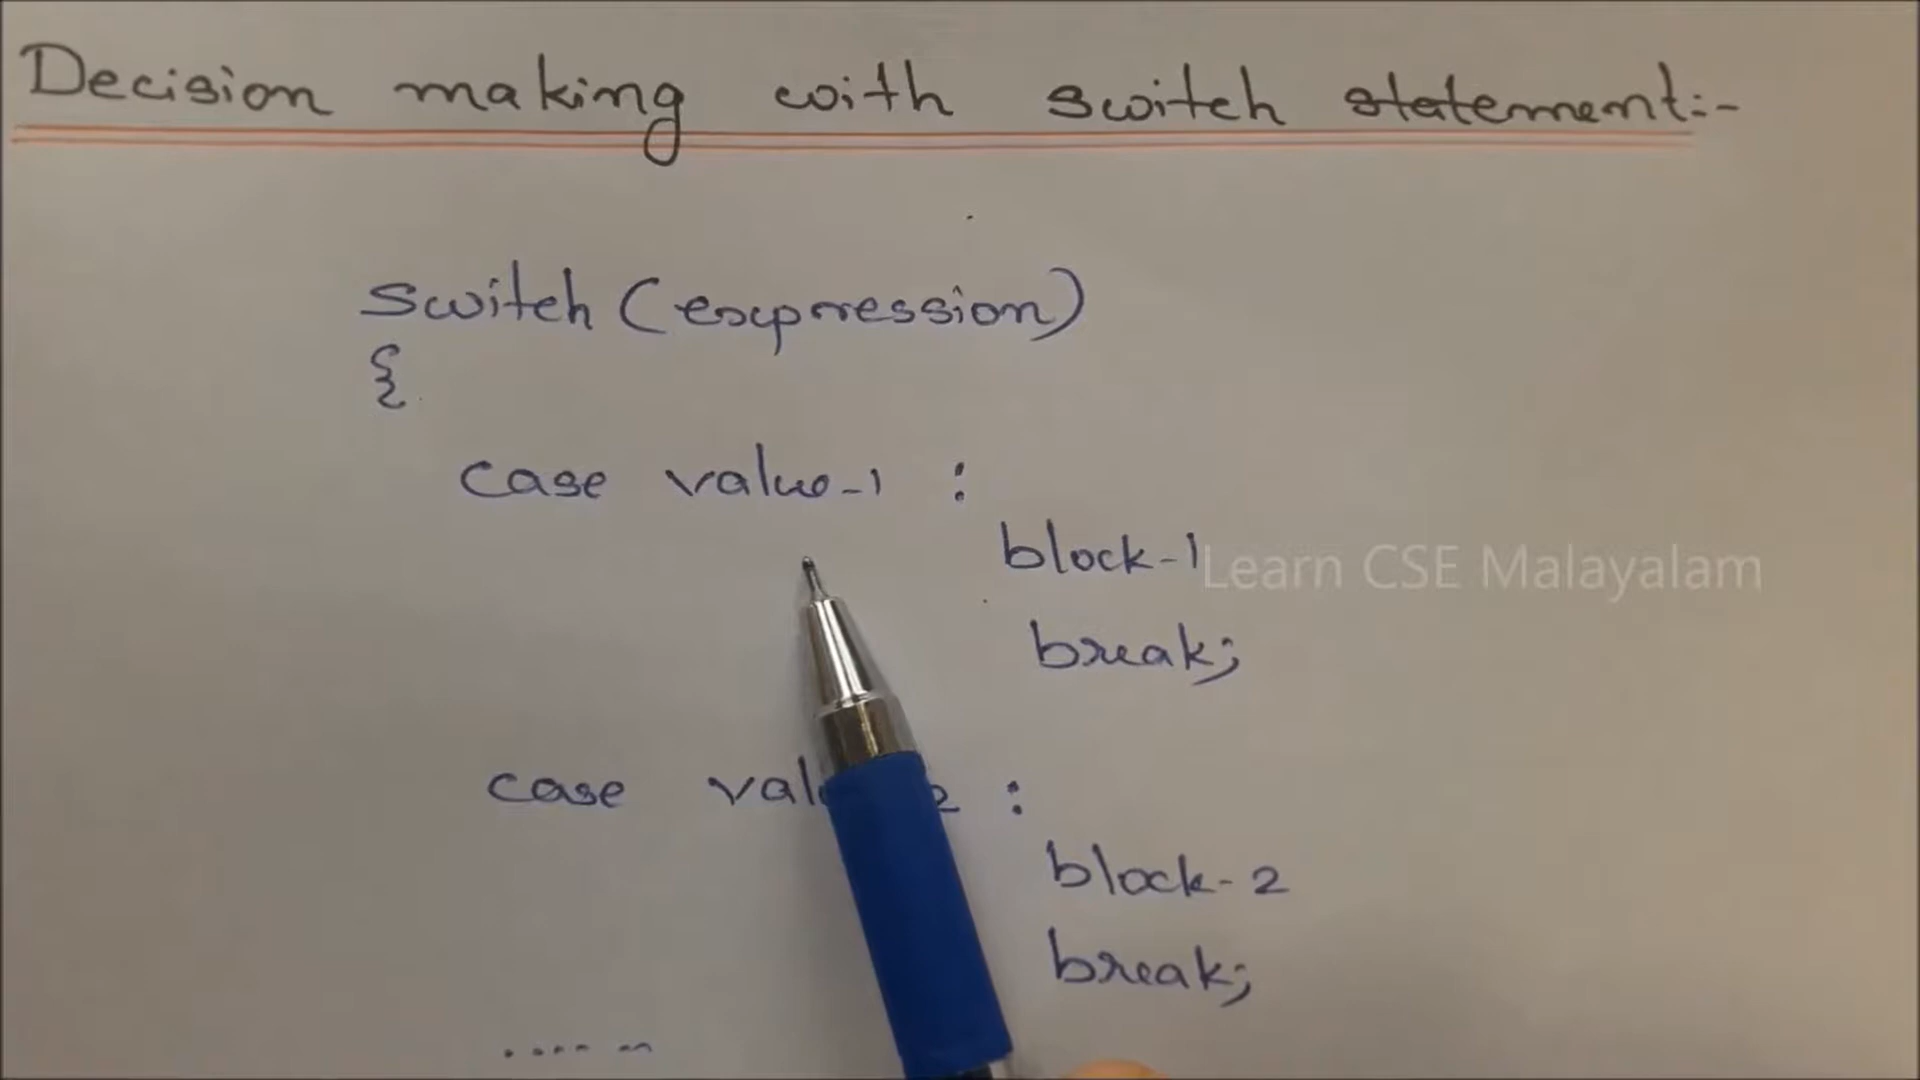 Decision making with switch statement:-
switch (expression)
{
case value-1 :
block-1
Learn CSE Malayalam
break;
case 2 :
block-2
break;
.....